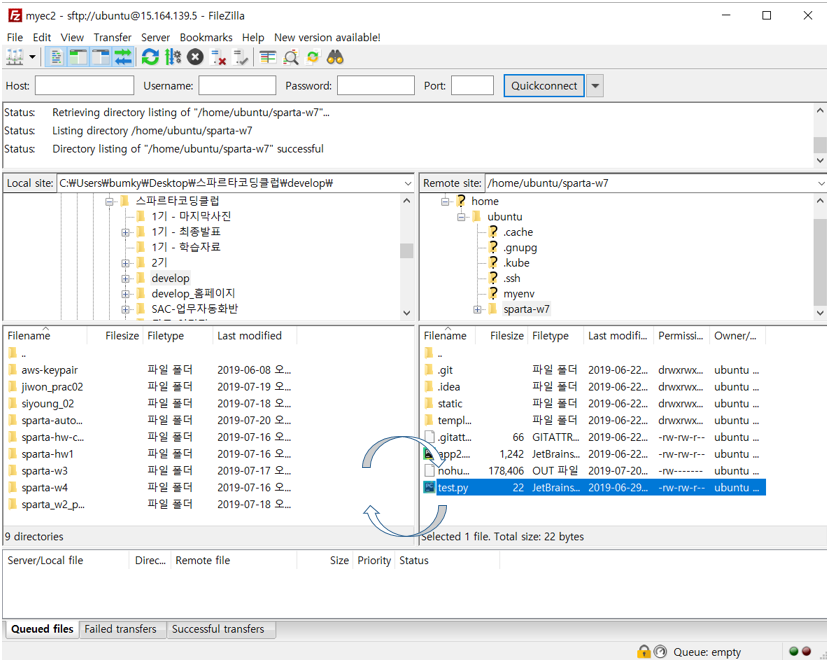 myec2 - sftp://ubuntu@15.164.139.5 - FileZilla
File Edit View Transfer Server Bookmarks Help New version available!
Host: Username: Password: Port: Quickconnect
Status: Retrieving directory listing of "/home/ubuntu/sparta-w7"...
Status: Listing directory /home/ubuntu/sparta-w7
Status: Directory listing of "/home/ubuntu/sparta-w7" successful
Local site: C:₩Users₩bumky₩Desktop₩스파르타코딩클럽₩develop₩
스파르타코딩클럽
1기 - 마지막사진
1기 - 최종발표
1기 - 학습자료
2기
develop
develop_홈페이지
SAC-업무자동화반
Remote site: /home/ubuntu/sparta-w7
home
ubuntu
.cache
.gnupg
.kube
.ssh
myenv
sparta-w7
Filename Filesize Filetype Last modified
..
aws-keypair 파일 폴더 2019-06-08 오...
jiwon_prac02 파일 폴더 2019-07-19 오...
siyoung_02 파일 폴더 2019-07-18 오...
sparta-auto... 파일 폴더 2019-07-20 오...
sparta-hw-c... 파일 폴더 2019-07-16 오...
sparta-hw1 파일 폴더 2019-07-16 오...
sparta-w3 파일 폴더 2019-07-17 오...
sparta-w4 파일 폴더 2019-07-16 오...
sparta_w2_p... 파일 폴더 2019-07-18 오...
9 directories
Filename Filesize Filetype Last modifi... Permissi... Owner/...
..
.git 파일 폴더 2019-06-22... drwxrwx... ubuntu ...
.idea 파일 폴더 2019-06-22... drwxrwx... ubuntu ...
static 파일 폴더 2019-06-22... drwxrwx... ubuntu ...
templ... 파일 폴더 2019-06-22... drwxrwx... ubuntu ...
.gitatt... 66 GITATTR... 2019-06-22... -rw-rw-r-- ubuntu ...
app2.... 1,242 JetBrains... 2019-06-22... -rw-rw-r-- ubuntu ...
nohu... 178,406 OUT 파일 2019-07-20... -rw------- ubuntu ...
test.py 22 JetBrains... 2019-06-29... -rw-rw-r-- ubuntu ...
Selected 1 file. Total size: 22 bytes
Server/Local file Direc... Remote file Size Priority Status
Queued files Failed transfers Successful transfers
Queue: empty